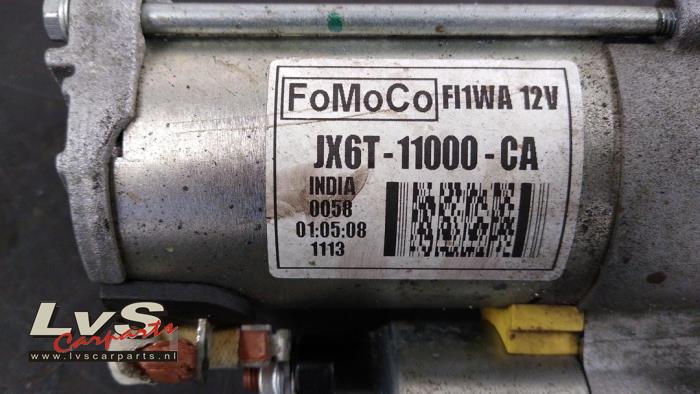 FoMoCo FI1WA 12V
JX6T-11000-CA
INDIA
0058
01:05:08
1113
LvS
Carparts
www.lvscarparts.nl